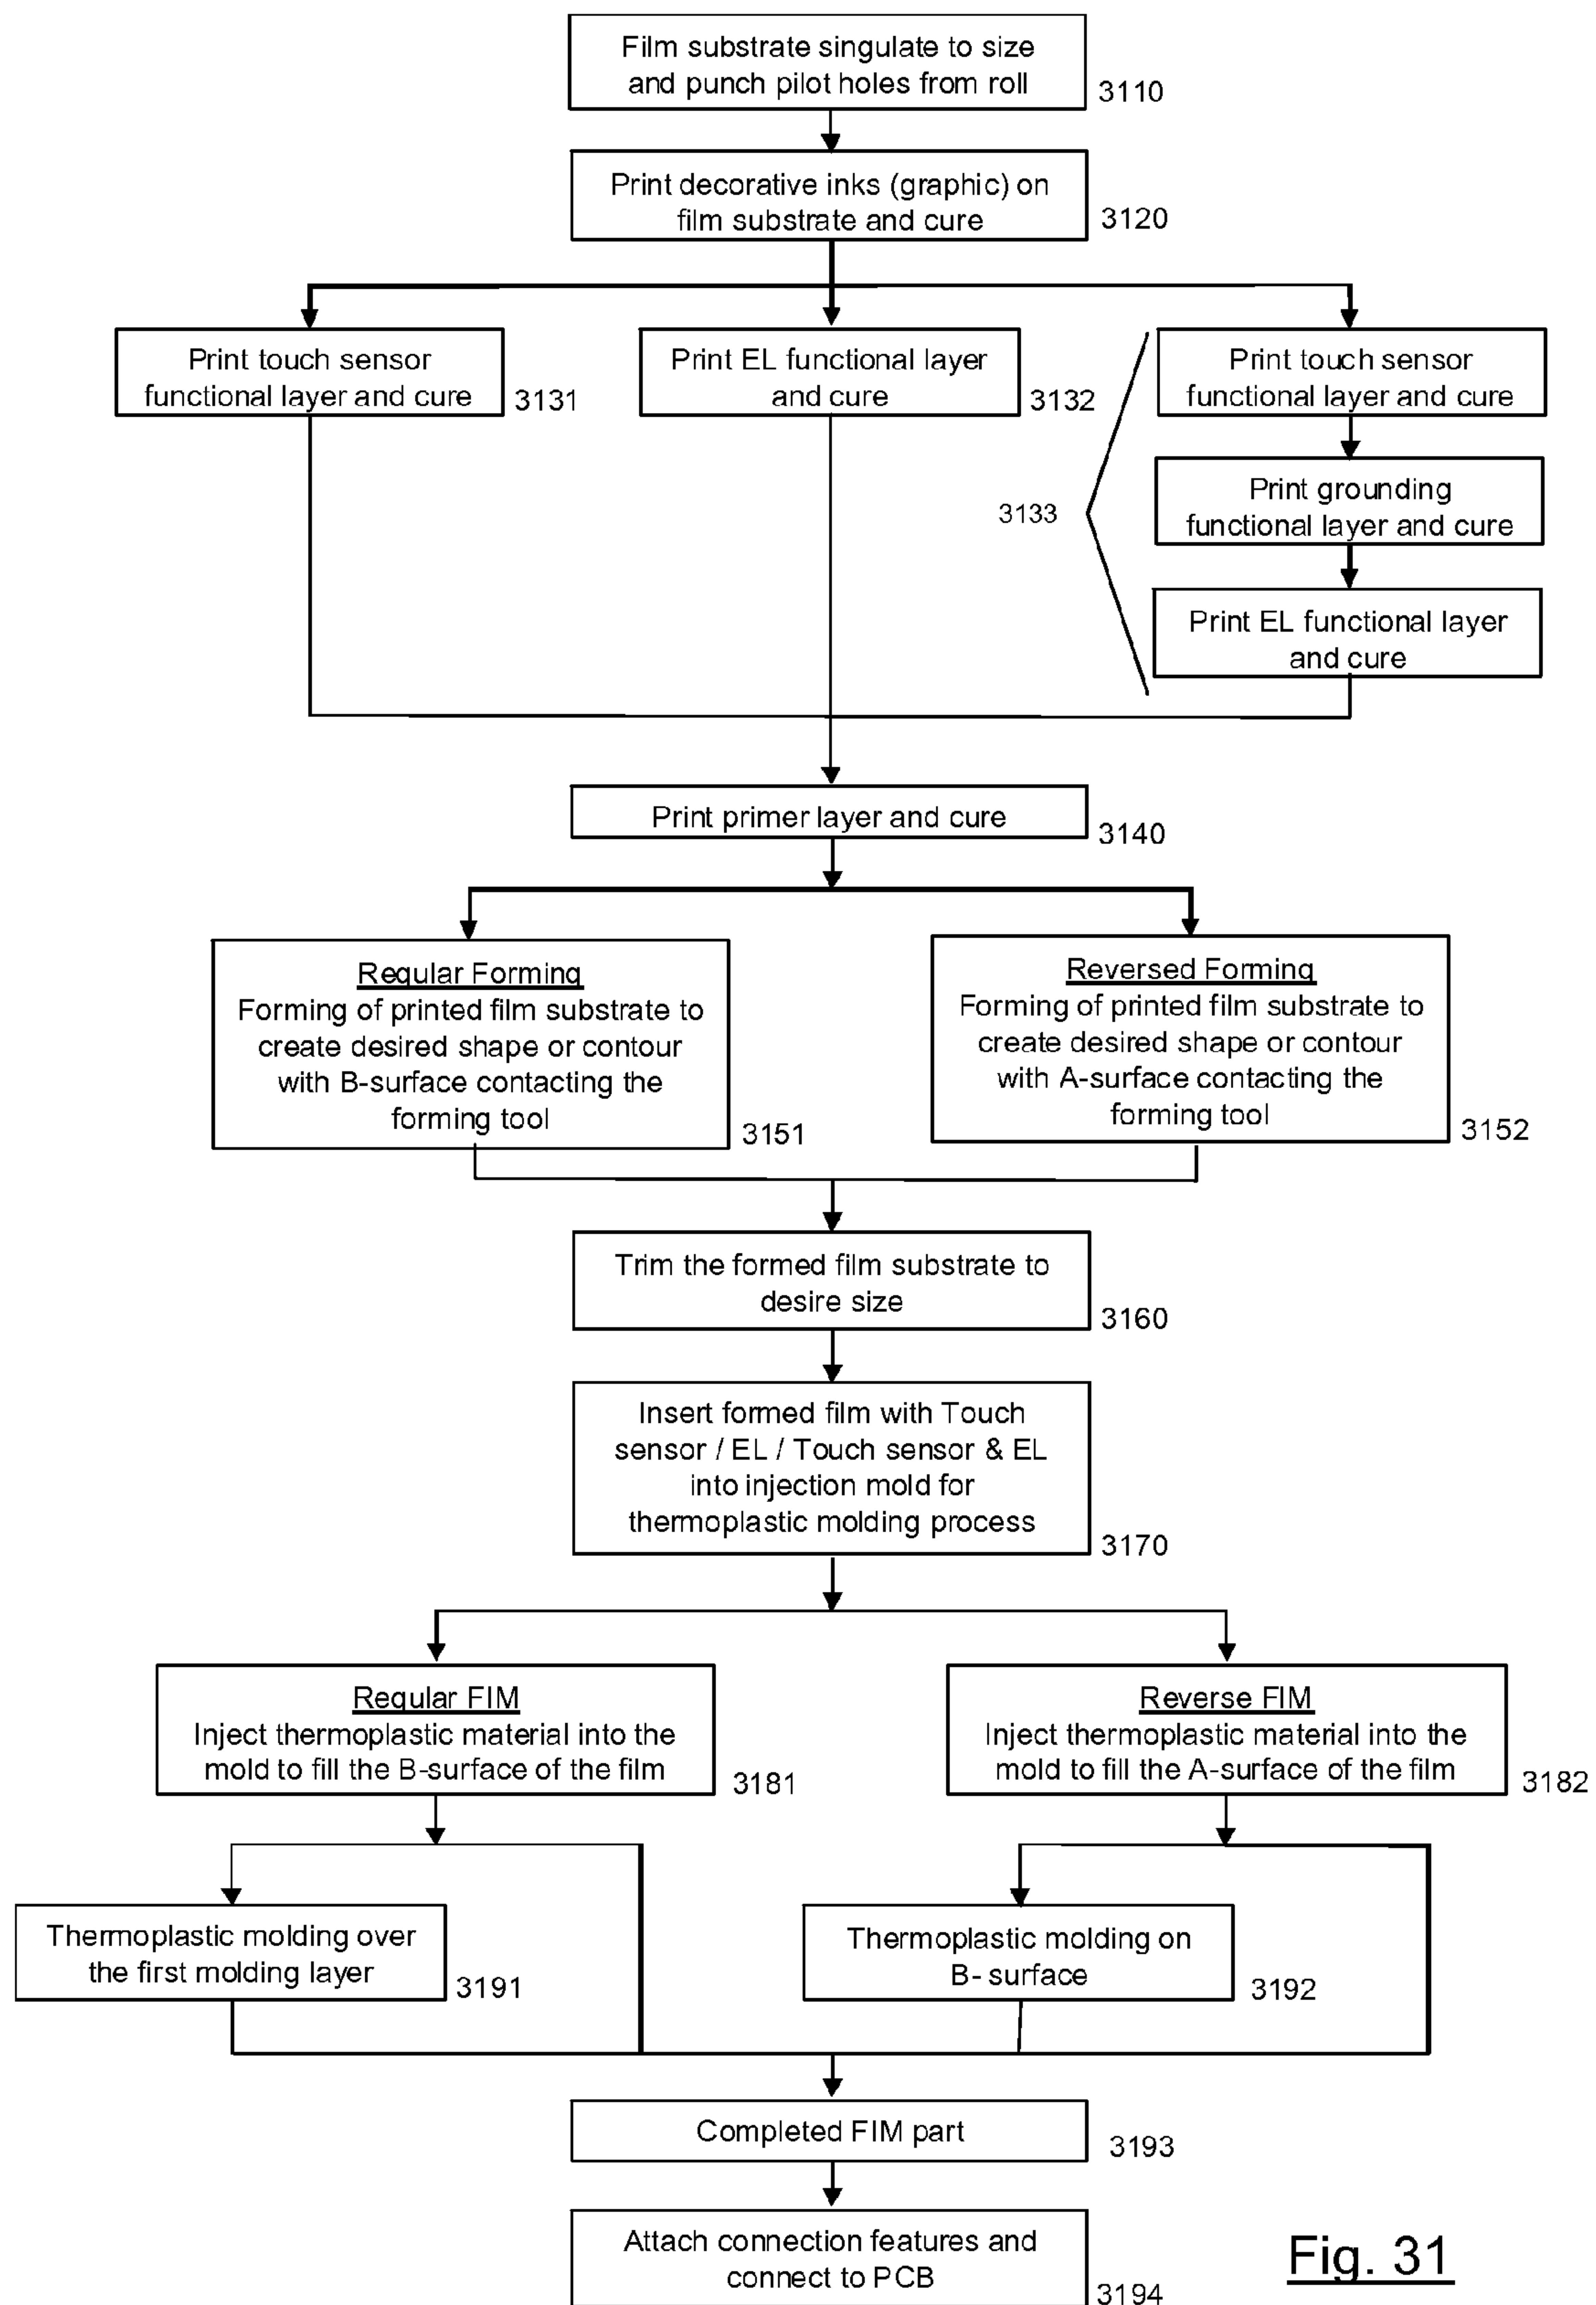 Film substrate singulate to size
and punch pilot holes from roll
3110
Print decorative inks (graphic) on
film substrate and cure
3120
Print touch sensor
functional layer and cure
3131
Print EL functional layer
and cure
3132
Print touch sensor
functional layer and cure
Print grounding
functional layer and cure
3133
Print EL functional layer
and cure
Print primer layer and cure
3140
Regular Forming
Forming of printed film substrate to
create desired shape or contour
with B-surface contacting the
forming tool
3151
Reversed Forming
Forming of printed film substrate to
create desired shape or contour
with A-surface contacting the
forming tool
3152
Trim the formed film substrate to
desire size
3160
Insert formed film with Touch
sensor / EL / Touch sensor & EL
into injection mold for
thermoplastic molding process
3170
Regular FIM
Inject thermoplastic material into the
mold to fill the B-surface of the film
3181
Reverse FIM
Inject thermoplastic material into the
mold to fill the A-surface of the film
3182
Thermoplastic molding over
the first molding layer
3191
Thermoplastic molding on
B- surface
3192
Completed FIM part
3193
Attach connection features and
connect to PCB
3194
Fig. 31